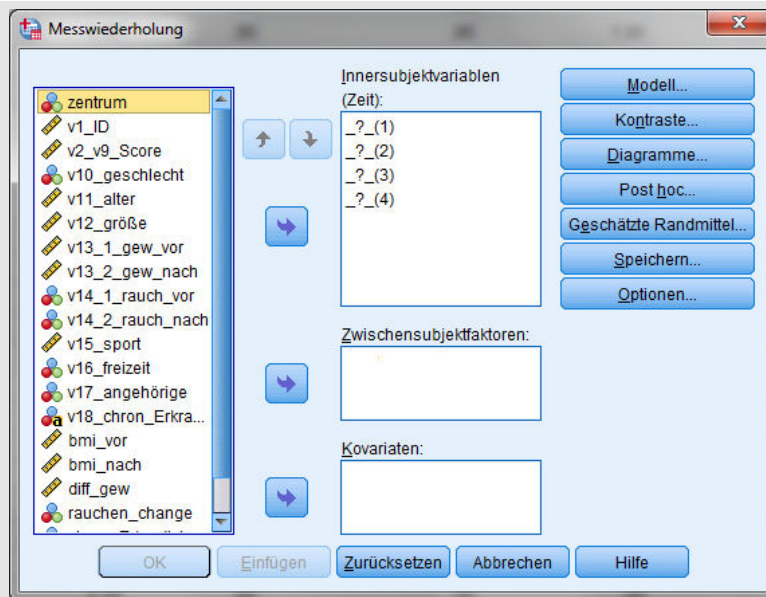 Messwiederholung
zentrum
v1_ID
v2_v9_Score
v10_geschlecht
v11_alter
v12_größe
v13_1_gew_vor
v13_2_gew_nach
v14_1_rauch_vor
v14_2_rauch_nach
v15_sport
v16_freizeit
v17_angehörige
v18_chron_Erkra...
bmi_vor
bmi_nach
diff_gew
rauchen_change
Innersubjektvariablen
(Zeit):
_?_(1)
_?_(2)
_?_(3)
_?_(4)
Zwischensubjektfaktoren:
Kovariaten:
Modell...
Kontraste...
Diagramme...
Post hoc...
Geschätzte Randmittel...
Speichern...
Optionen...
OK Einfügen Zurücksetzen Abbrechen Hilfe